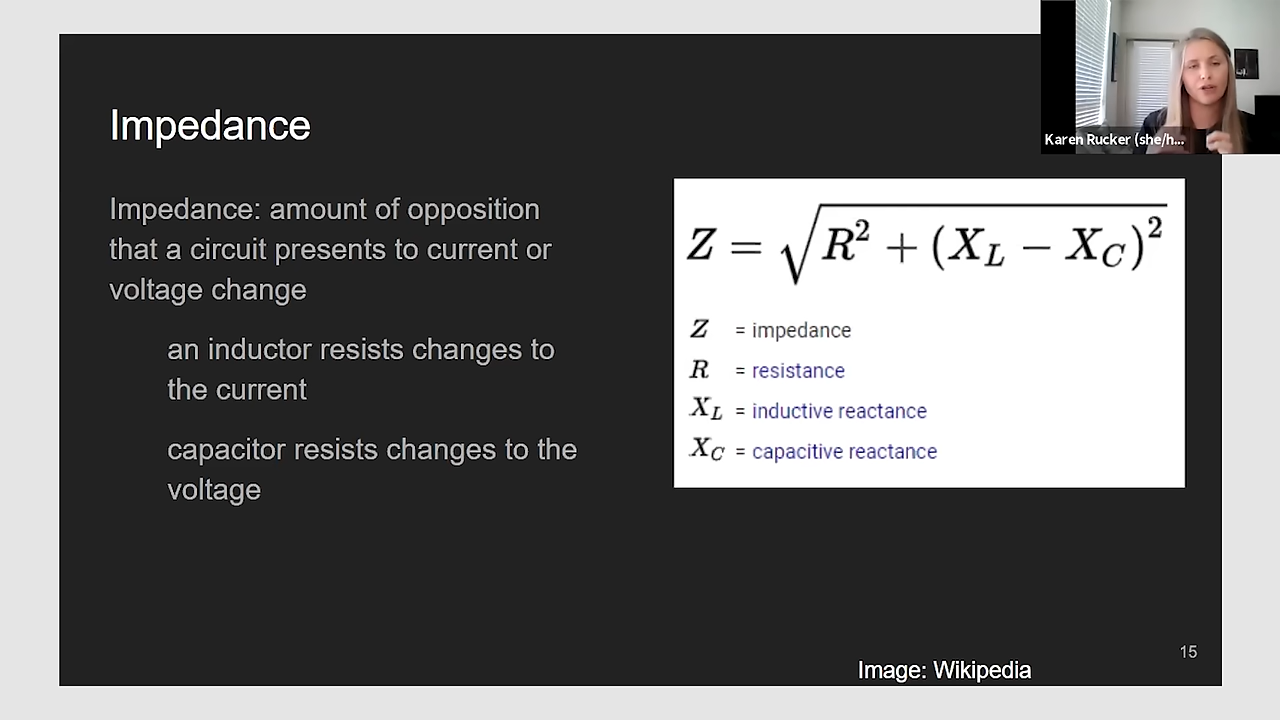 Impedance
Karen Rucker (she/h...
Impedance: amount of opposition
that a circuit presents to current or
voltage change
an inductor resists changes to
the current
capacitor resists changes to the
voltage
Z = √R² + (X_L − X_C)²
Z = impedance
R = resistance
X_L = inductive reactance
X_C = capacitive reactance
15
Image: Wikipedia